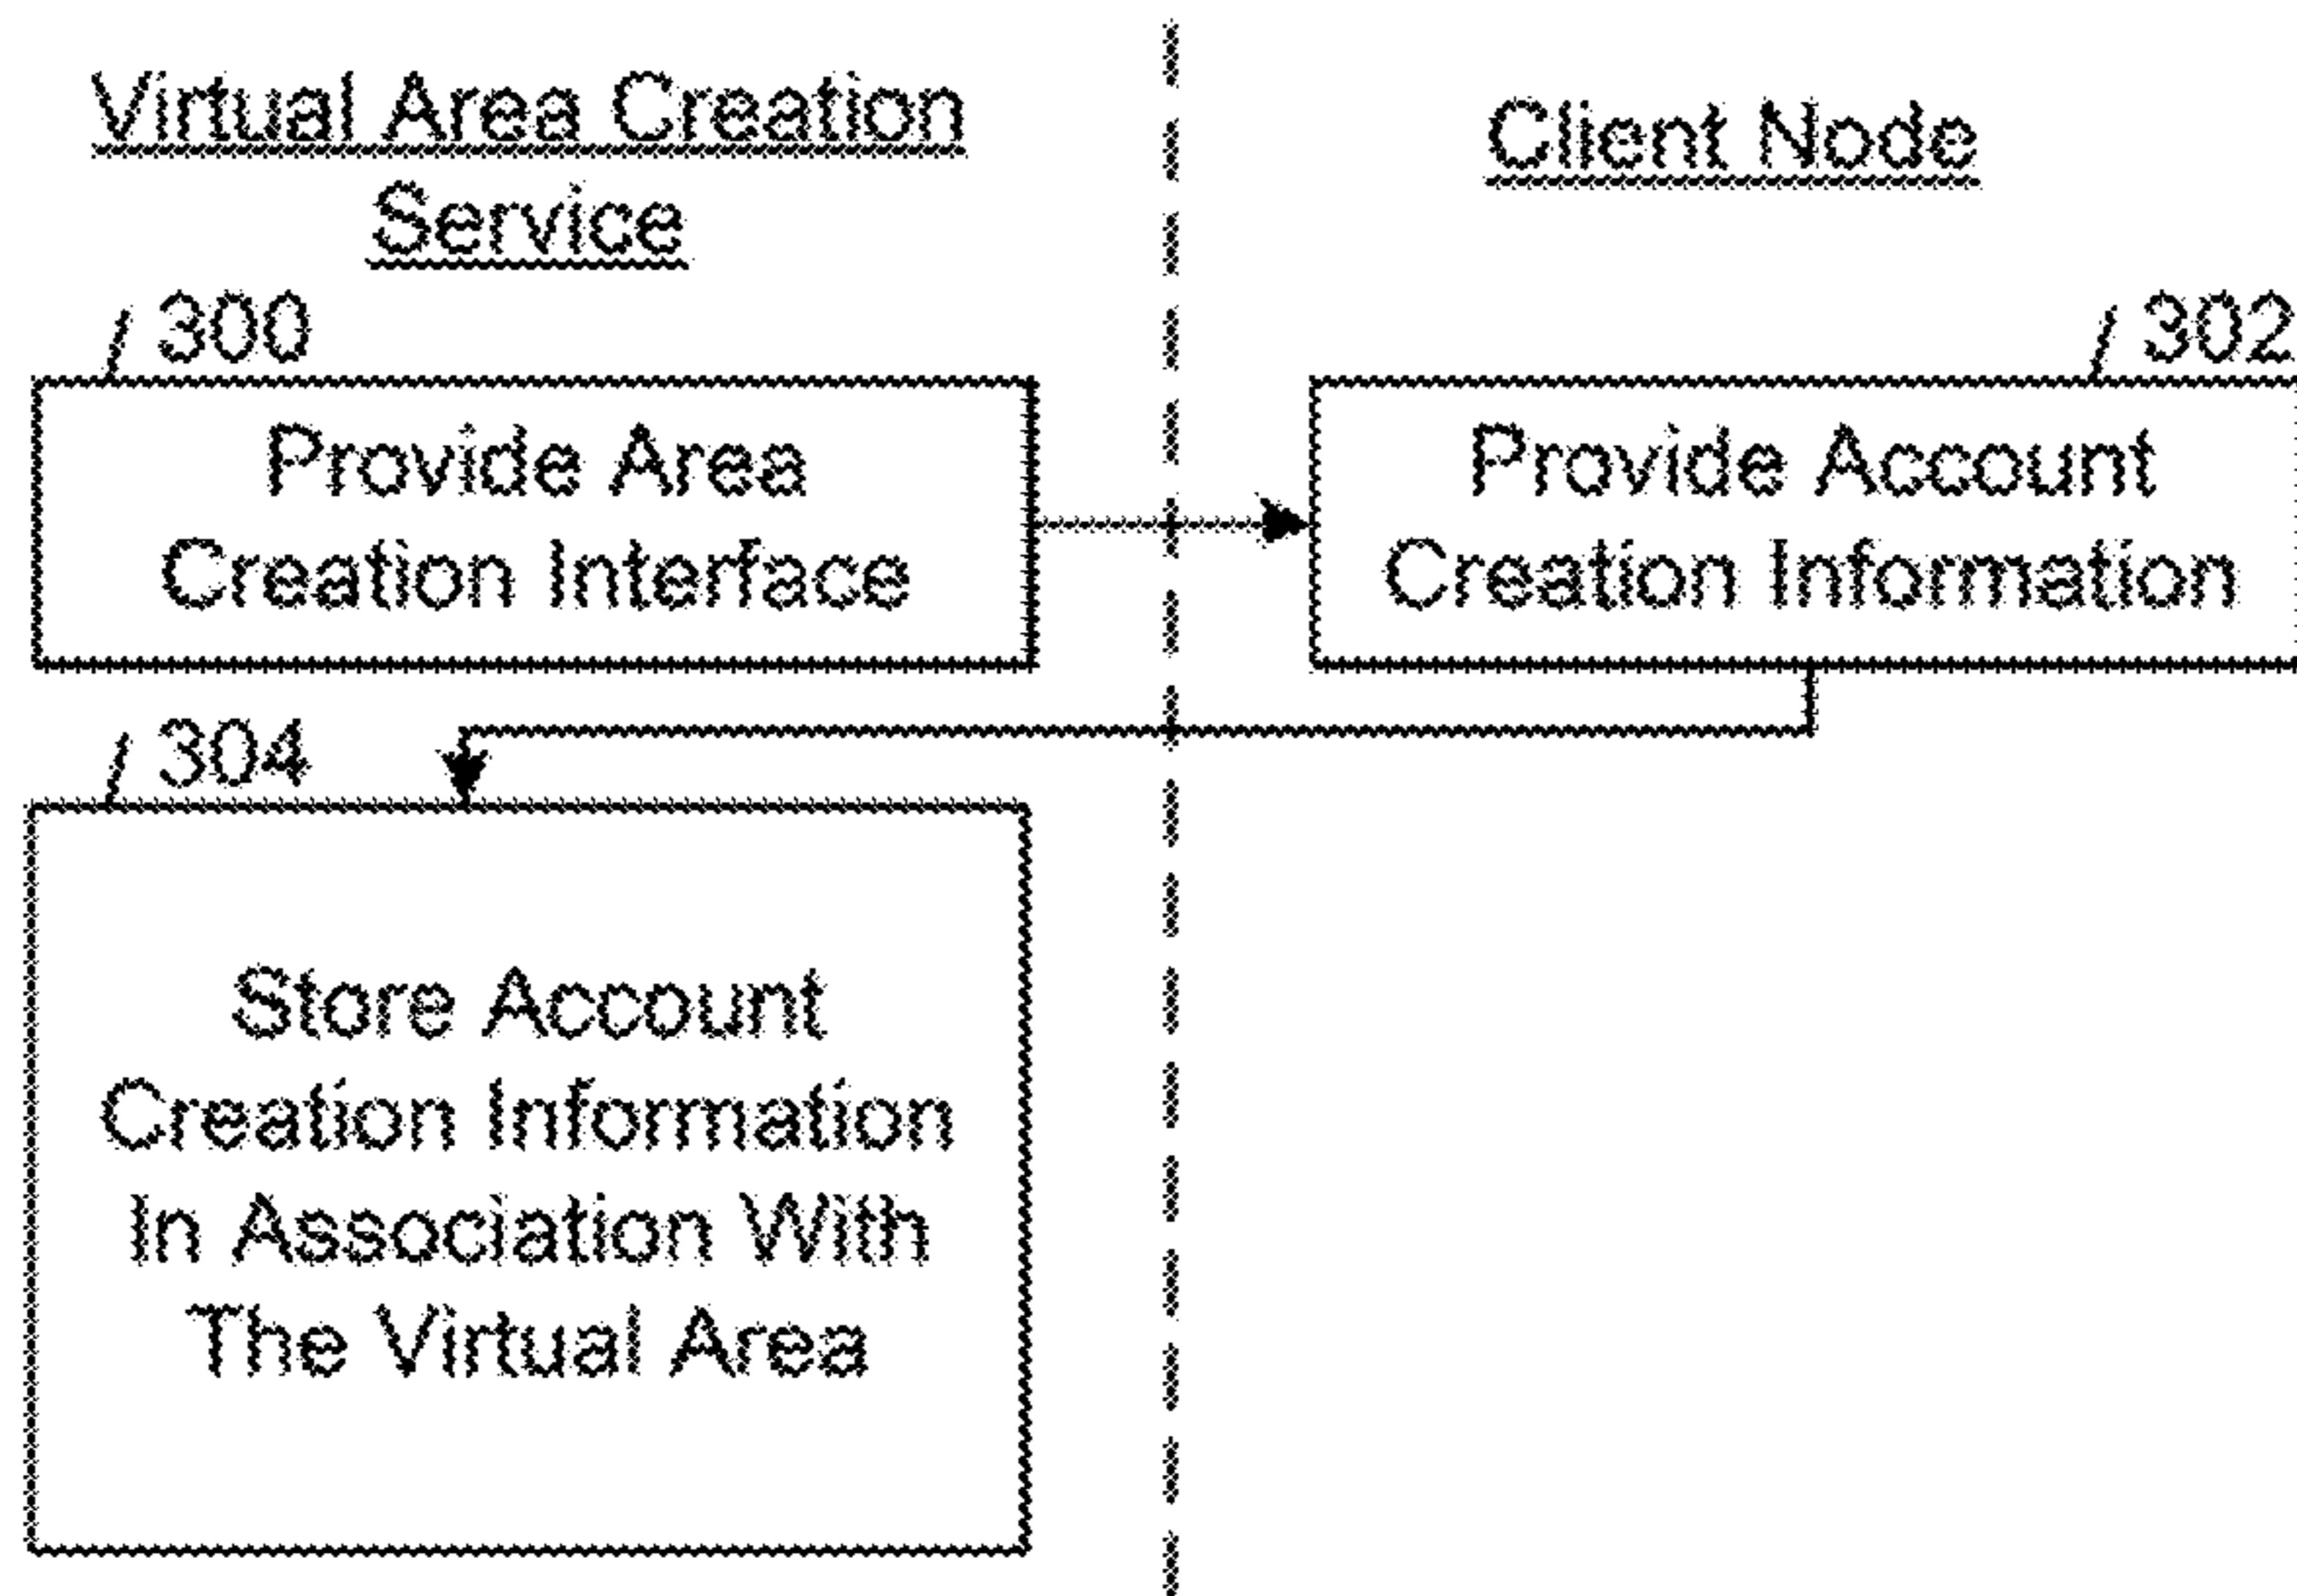 Virtual Area Creation
Service
Client Node
300
302
Provide Area
Creation Interface
Provide Account
Creation Information
304
Store Account
Creation Information
In Association With
The Virtual Area